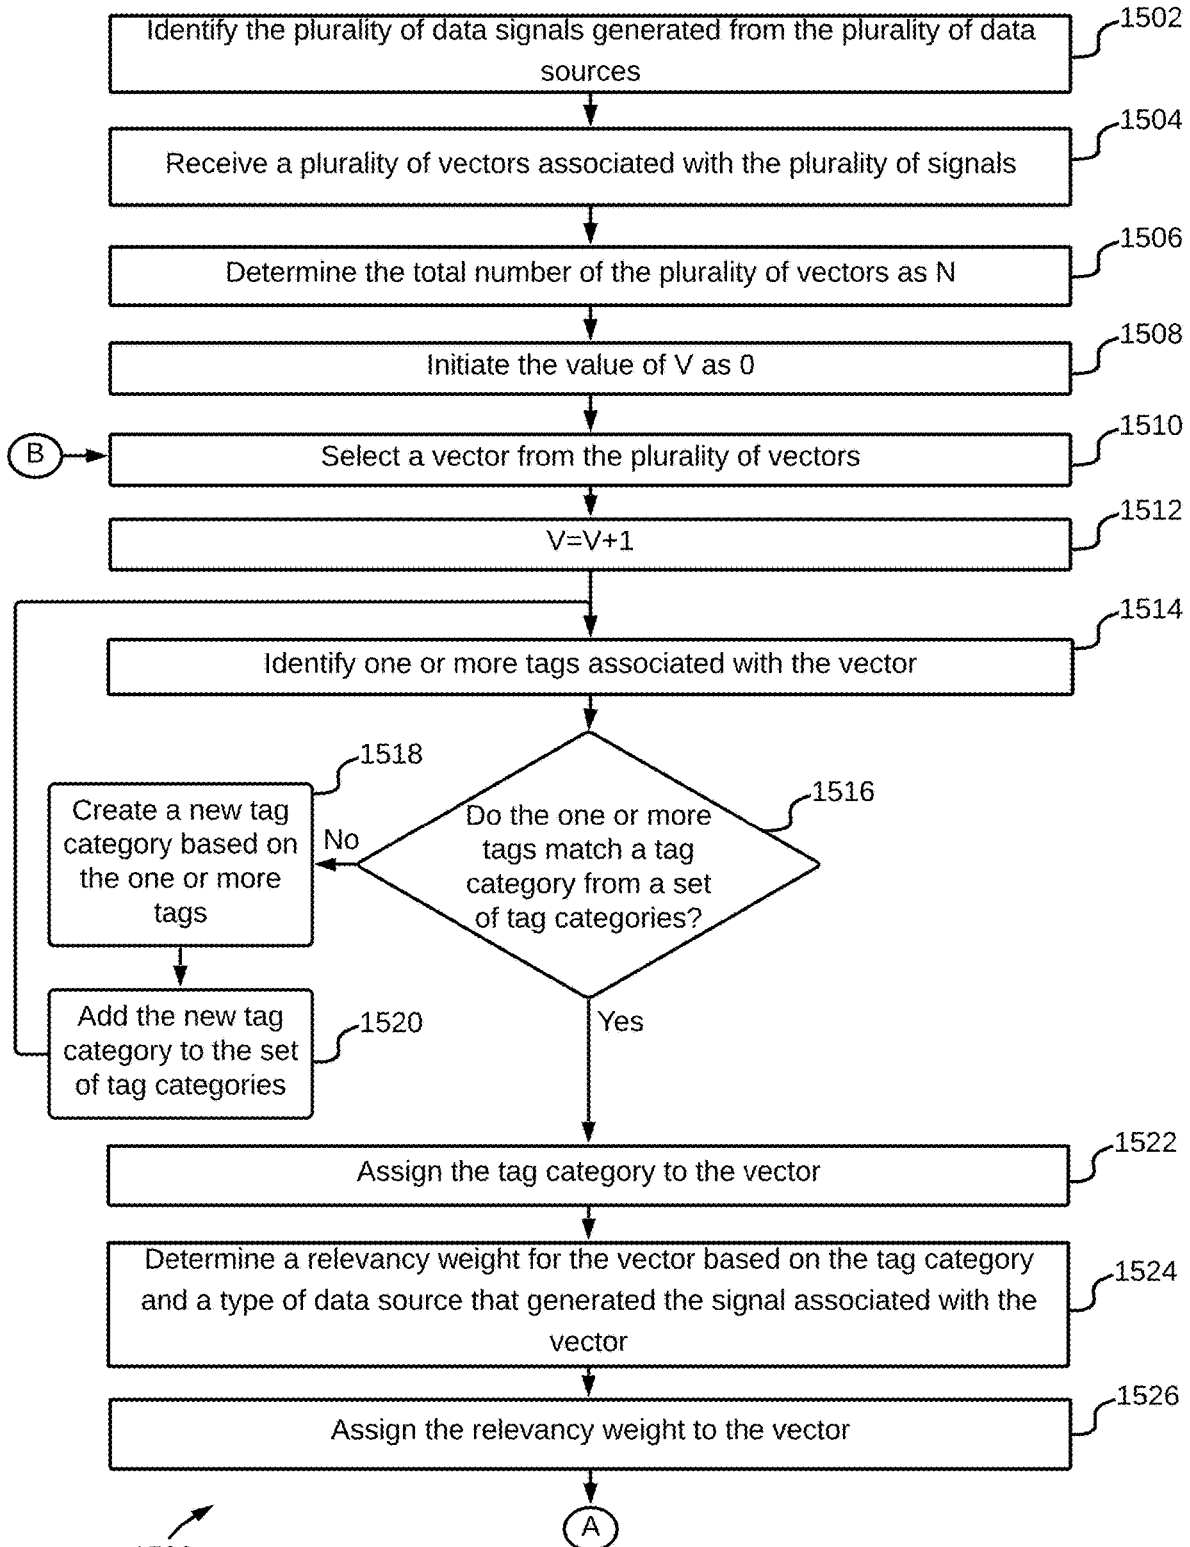 Identify the plurality of data signals generated from the plurality of data
sources
1502
Receive a plurality of vectors associated with the plurality of signals
1504
Determine the total number of the plurality of vectors as N
1506
Initiate the value of V as 0
1508
B
Select a vector from the plurality of vectors
1510
V=V+1
1512
Identify one or more tags associated with the vector
1514
Do the one or more
tags match a tag
category from a set
of tag categories?
1516
No
Create a new tag
category based on
the one or more
tags
1518
Add the new tag
category to the set
of tag categories
1520
Yes
Assign the tag category to the vector
1522
Determine a relevancy weight for the vector based on the tag category
and a type of data source that generated the signal associated with the
vector
1524
Assign the relevancy weight to the vector
1526
A